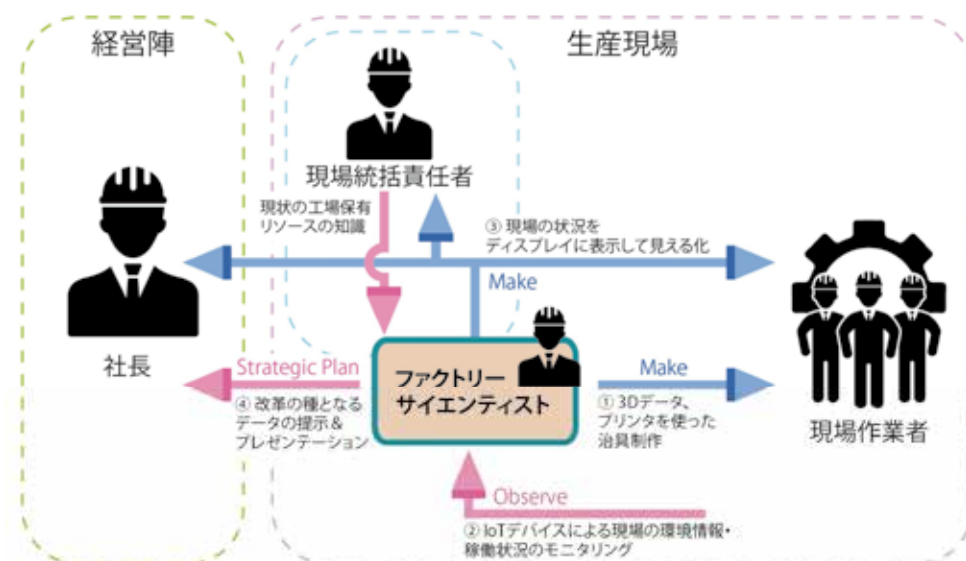 経営陣
生産現場
現場統括責任者
現状の工場保有
リソースの知識
③ 現場の状況を
ディスプレイに表示して見える化
Make
社長
Strategic Plan
④ 改革の種となる
データの提示＆
プレゼンテーション
ファクトリー
サイエンティスト
Make
① 3Dデータ、
プリンタを使った
治具制作
現場作業者
Observe
② IoTデバイスによる現場の環境情報・
稼働状況のモニタリング